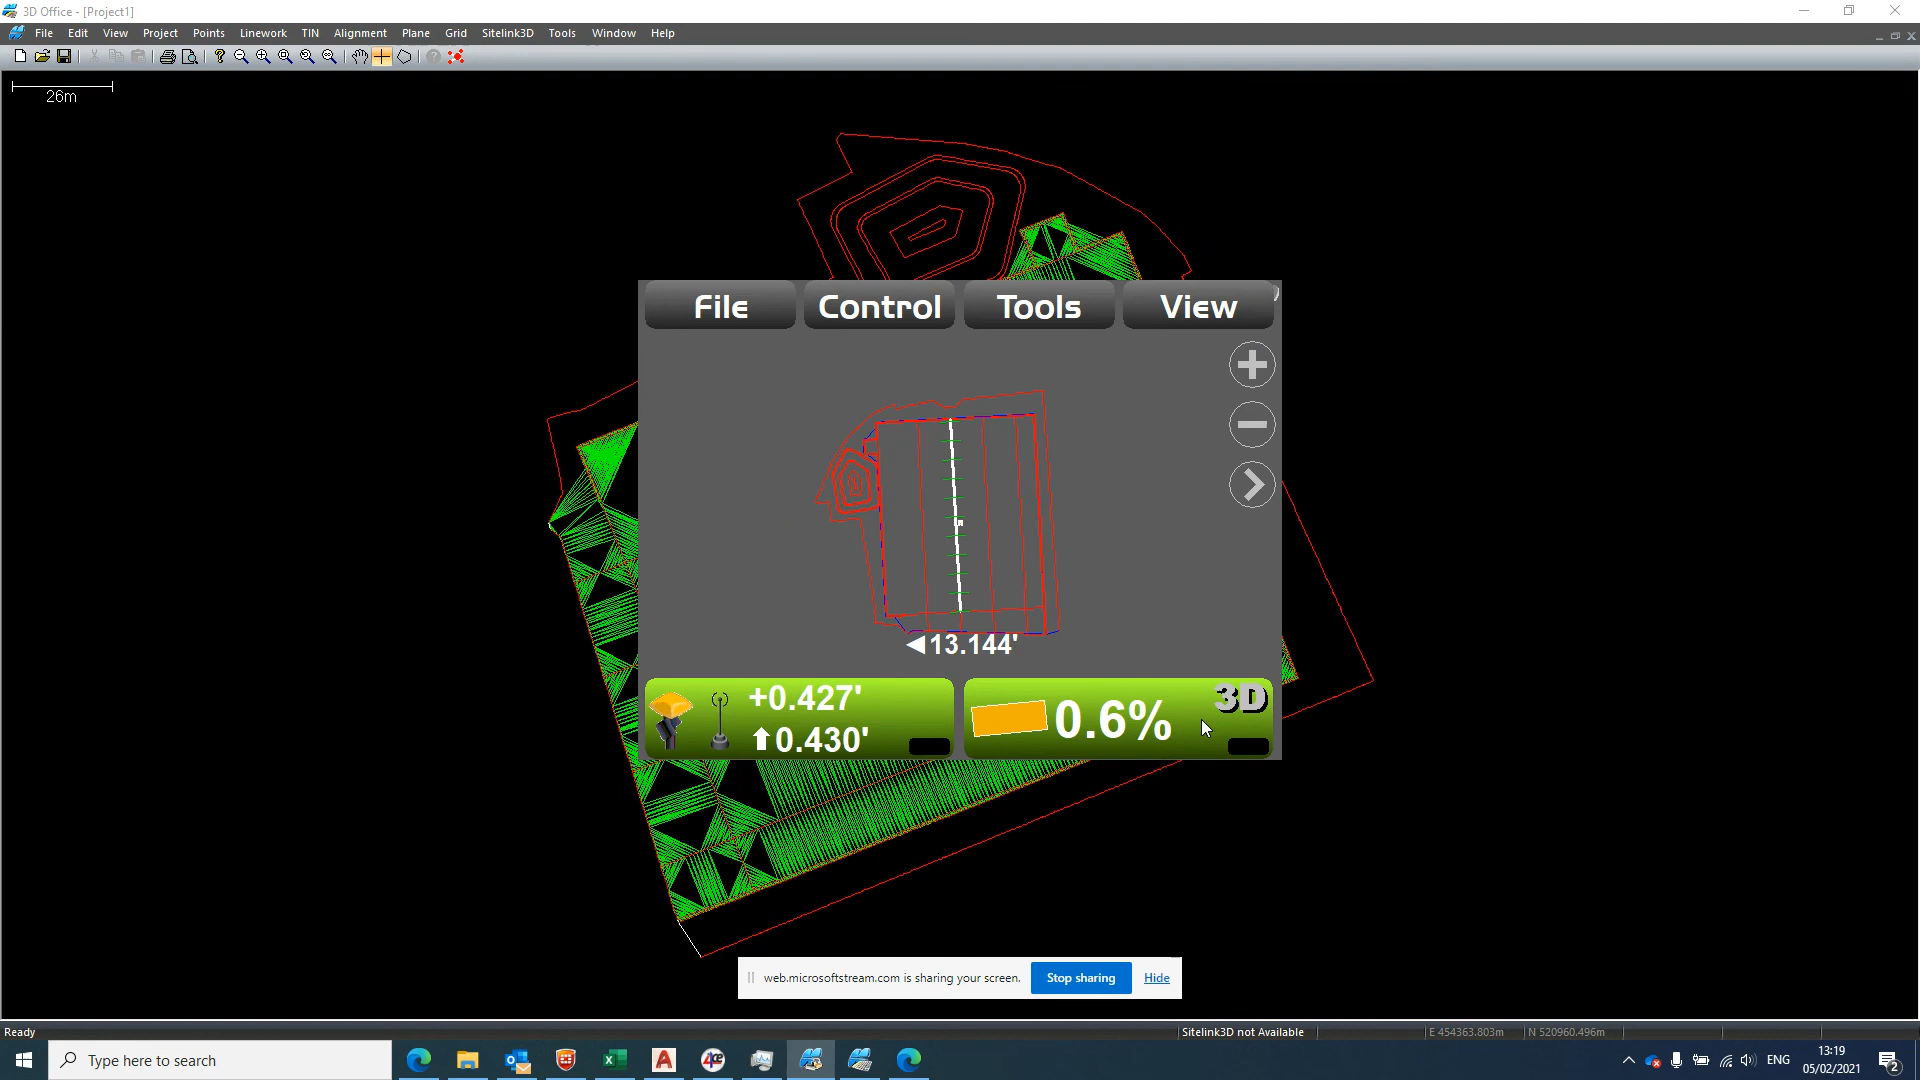 3D Office - [Project1]
File Edit View Project Points Linework TIN Alignment Plane Grid Sitelink3D Tools Window Help
26m
File Control Tools View
◀13.144'
+0.427'
⬆0.430'
0.6%
3D
web.microsoftstream.com is sharing your screen. Stop sharing Hide
Ready
Sitelink3D not Available
E 454363.803m
N 520960.496m
Type here to search
ENG
13:19
05/02/2021
2